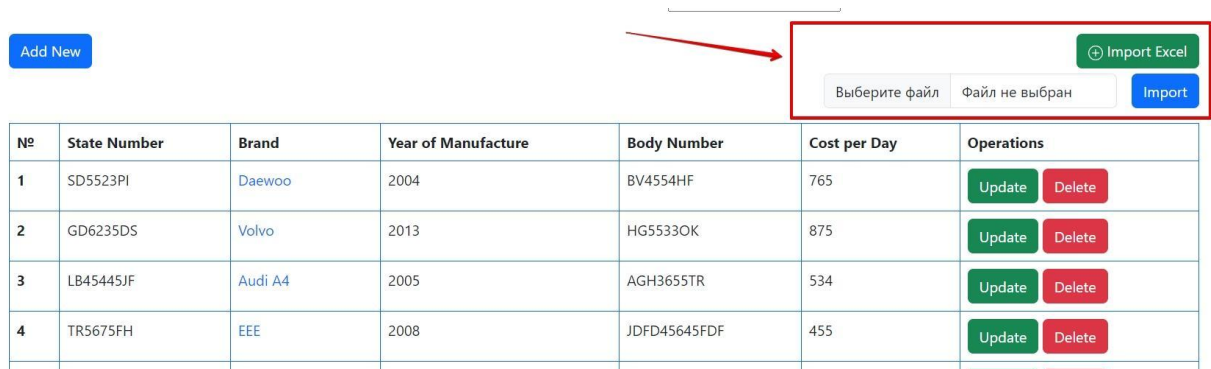 Add New
Import Excel
Выберите файл Файл не выбран Import
№ State Number Brand Year of Manufacture Body Number Cost per Day Operations
1 SD5523PI Daewoo 2004 BV4554HF 765 Update Delete
2 GD6235DS Volvo 2013 HG5533OK 875 Update Delete
3 LB45445JF Audi A4 2005 AGH3655TR 534 Update Delete
4 TR5675FH EEE 2008 JDFD45645FDF 455 Update Delete